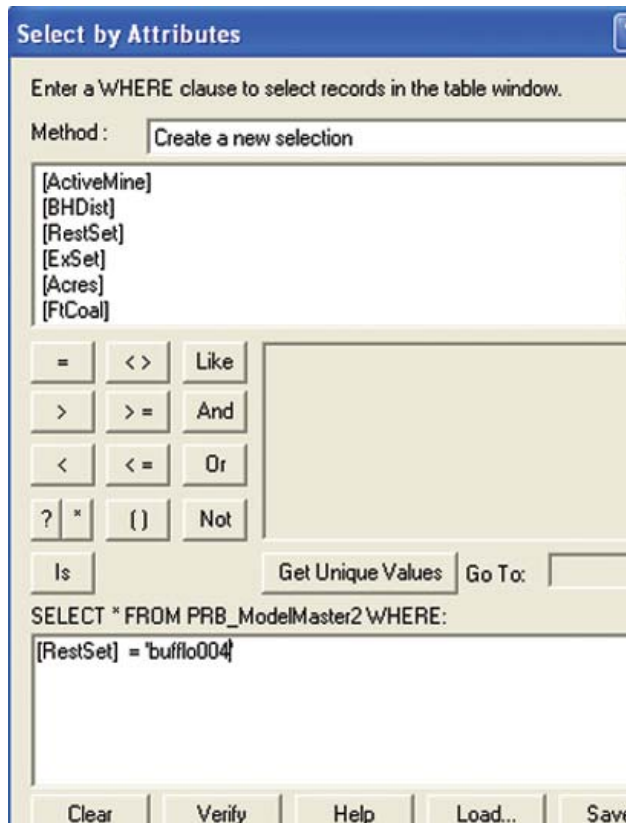 Select by Attributes
Enter a WHERE clause to select records in the table window.
Method : Create a new selection
[ActiveMine]
[BHDist]
[RestSet]
[ExSet]
[Acres]
[FtCoal]
= < > Like
> > = And
< < = Or
? * ( ) Not
Is Get Unique Values Go To:
SELECT * FROM PRB_ModelMaster2 WHERE:
[RestSet] = 'bufflo004'
Clear Verify Help Load... Save